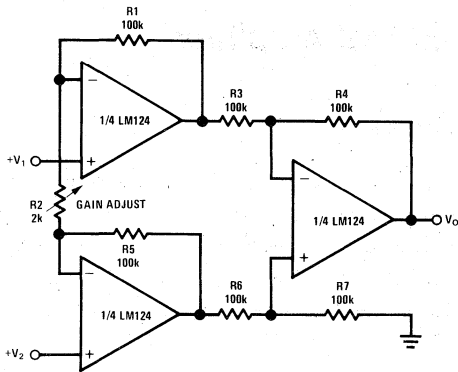 R1
100k
R3
100k
R4
100k
−
1/4 LM124
+V1
+
R2
2k
GAIN ADJUST
−
1/4 LM124
VO
+
R5
100k
−
1/4 LM124
R6
100k
R7
100k
+V2
+